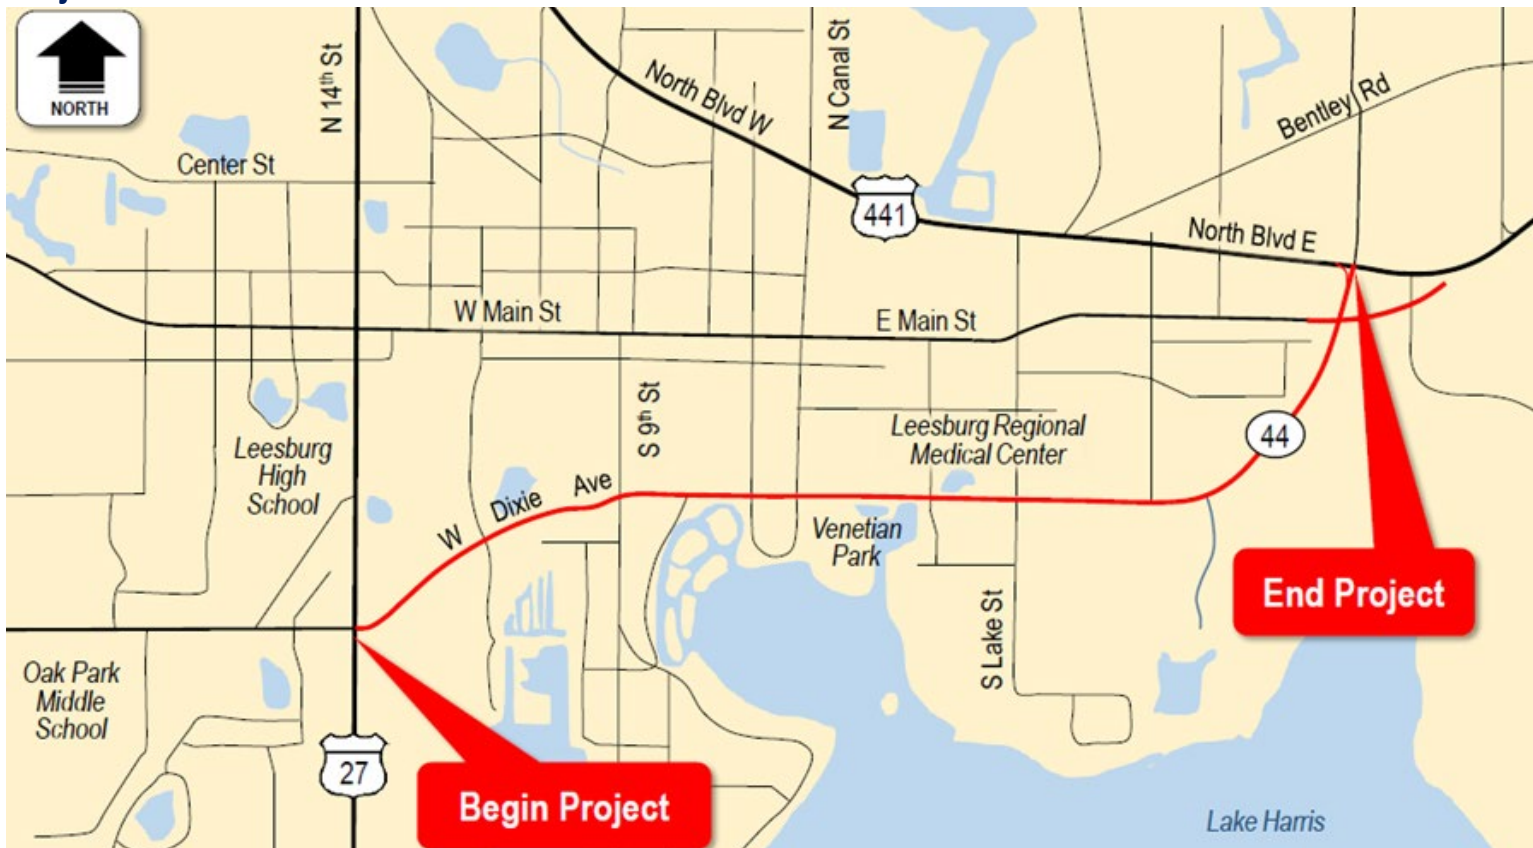 NORTH
N 14th St
North Blvd W
N Canal St
Bentley Rd
Center St
441
North Blvd E
W Main St
E Main St
S 9th St
Leesburg Regional
Medical Center
44
Leesburg
High
School
W Dixie Ave
Venetian
Park
End Project
S Lake St
Oak Park
Middle
School
27
Begin Project
Lake Harris